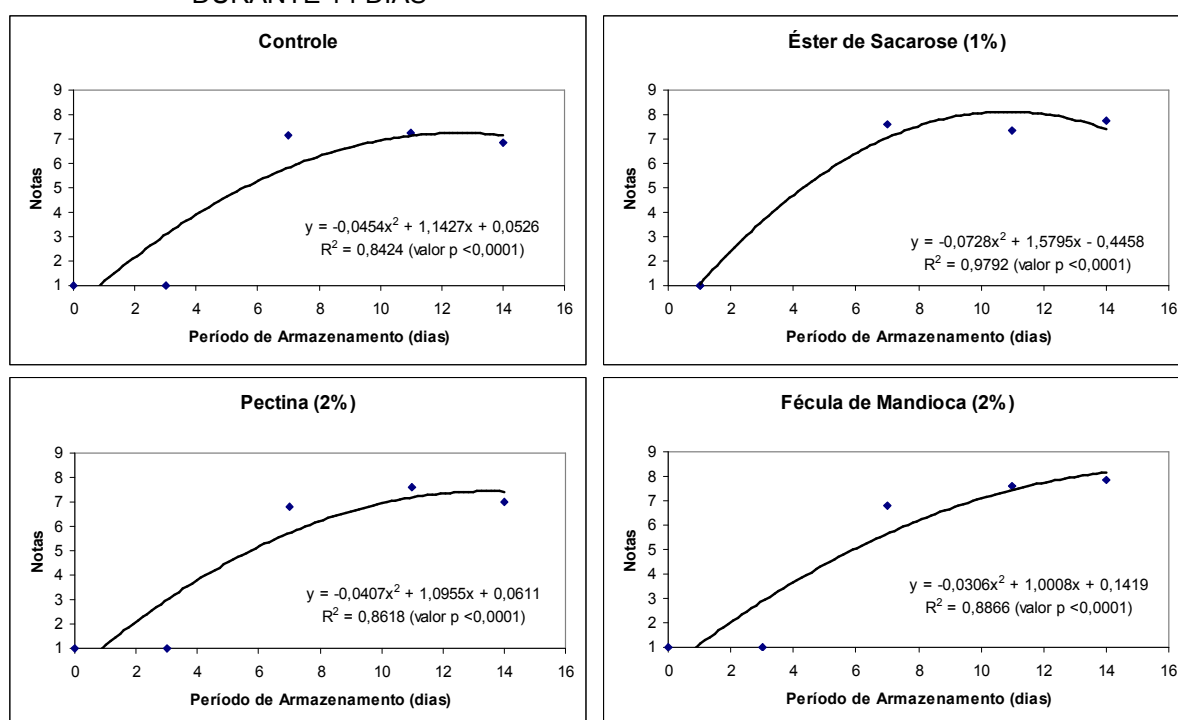 DURANTE 14 DIAS
Controle
9
8
7
6
5
4
3
2
1
Notas
y = -0,0454x² + 1,1427x + 0,0526
R² = 0,8424 (valor p <0,0001)
0 2 4 6 8 10 12 14 16
Período de Armazenamento (dias)
Éster de Sacarose (1%)
9
8
7
6
5
4
3
2
1
Notas
y = -0,0728x² + 1,5795x - 0,4458
R² = 0,9792 (valor p <0,0001)
0 2 4 6 8 10 12 14 16
Período de Armazenamento (dias)
Pectina (2%)
9
8
7
6
5
4
3
2
1
Notas
y = -0,0407x² + 1,0955x + 0,0611
R² = 0,8618 (valor p <0,0001)
0 2 4 6 8 10 12 14 16
Período de Armazenamento (dias)
Fécula de Mandioca (2%)
9
8
7
6
5
4
3
2
1
Notas
y = -0,0306x² + 1,0008x + 0,1419
R² = 0,8866 (valor p <0,0001)
0 2 4 6 8 10 12 14 16
Período de Armazenamento (dias)